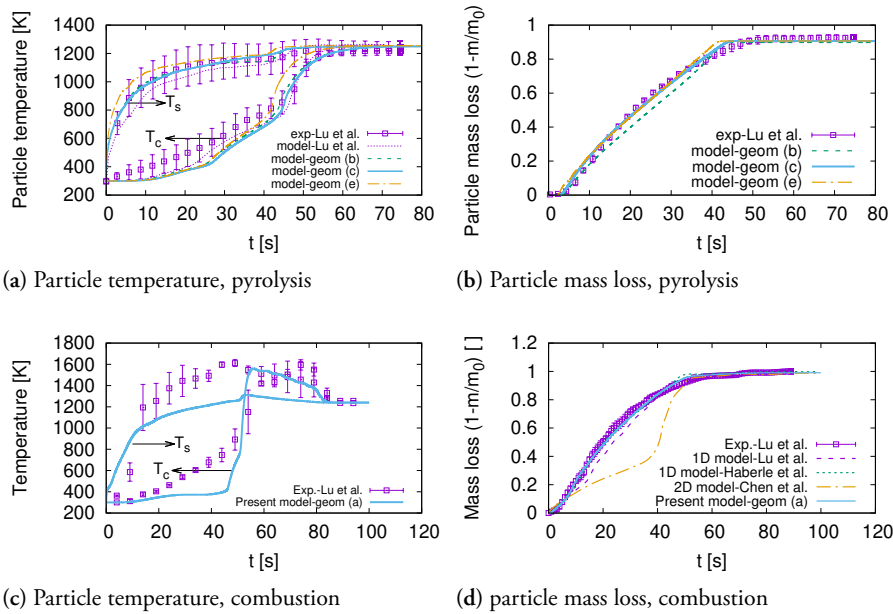 Particle temperature [K]
1400
1200
1000
800
600
400
200
T_s
T_c
exp-Lu et al.
model-Lu et al.
model-geom (b)
model-geom (c)
model-geom (e)
0 10 20 30 40 50 60 70 80
t [s]
(a) Particle temperature, pyrolysis
Particle mass loss (1-m/m_0)
1
0.8
0.6
0.4
0.2
0
exp-Lu et al.
model-geom (b)
model-geom (c)
model-geom (e)
0 10 20 30 40 50 60 70 80
t [s]
(b) Particle mass loss, pyrolysis
Temperature [K]
1800
1600
1400
1200
1000
800
600
400
200
T_s
T_c
Exp.-Lu et al.
Present model-geom (a)
0 20 40 60 80 100 120
t [s]
(c) Particle temperature, combustion
Mass loss (1-m/m_0) [ ]
1.2
1
0.8
0.6
0.4
0.2
0
Exp.-Lu et al.
1D model-Lu et al.
1D model-Haberle et al.
2D model-Chen et al.
Present model-geom (a)
0 20 40 60 80 100 120
t [s]
(d) particle mass loss, combustion